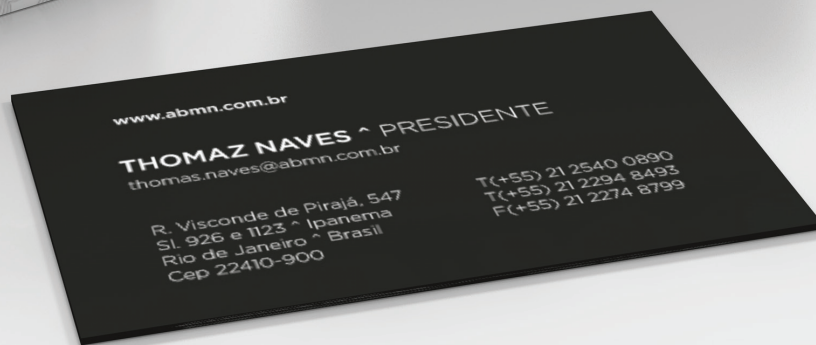 www.abmn.com.br
THOMAZ NAVES ^ PRESIDENTE
thomas.naves@abmn.com.br
R. Visconde de Pirajá, 547
Sl. 926 e 1123 ^ Ipanema
Rio de Janeiro ^ Brasil
Cep 22410-900
T(+55) 21 2540 0890
T(+55) 21 2294 8493
F(+55) 21 2274 8799